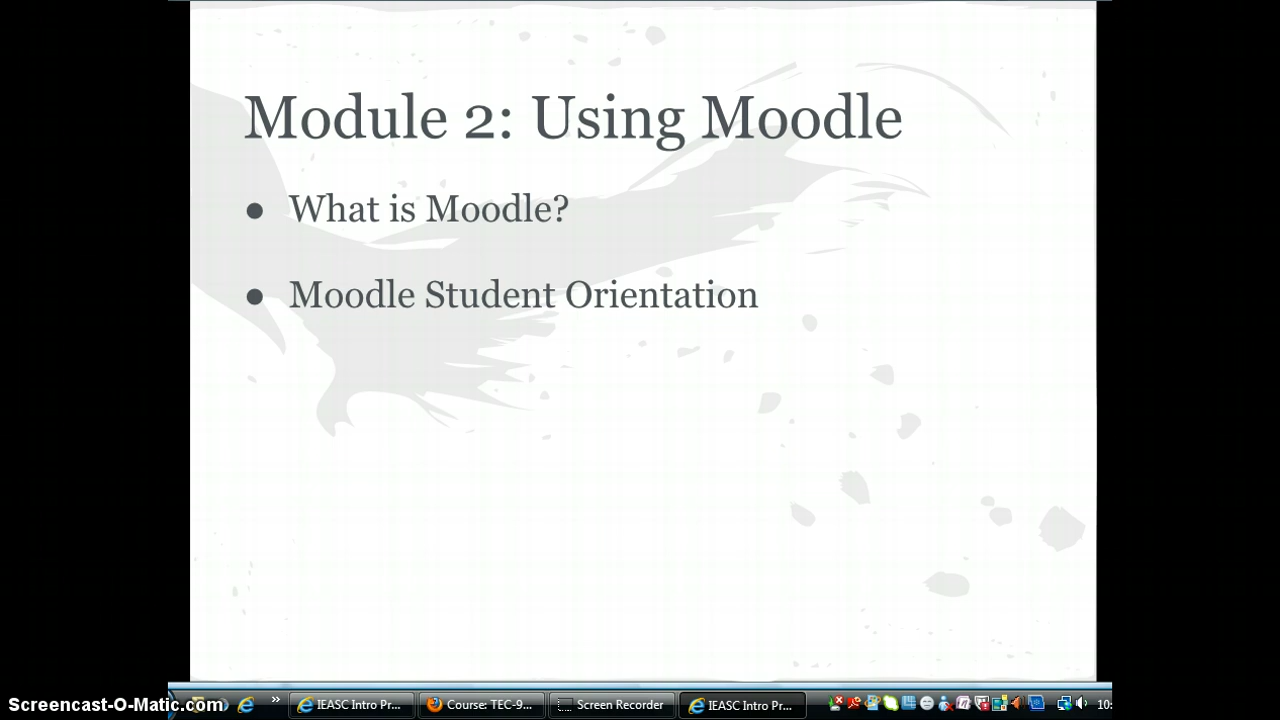 Module 2: Using Moodle
● What is Moodle?
● Moodle Student Orientation
Screencast-O-Matic.com
»
IEASC Intro Pr...
Course: TEC-9...
Screen Recorder
IEASC Intro Pr...
10: